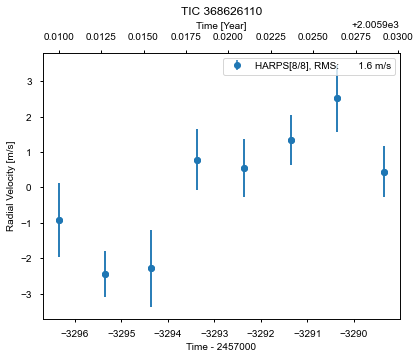 TIC 368626110
Time [Year]
+2.0059e3
0.0100 0.0125 0.0150 0.0175 0.0200 0.0225 0.0250 0.0275 0.0300
HARPS[8/8], RMS: 1.6 m/s
3
2
1
0
−1
−2
−3
Radial Velocity [m/s]
−3296 −3295 −3294 −3293 −3292 −3291 −3290
Time - 2457000